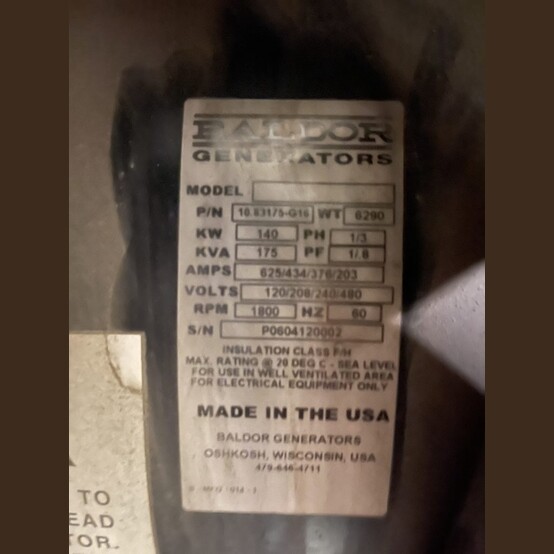 BALDOR
GENERATORS
MODEL
P/N 10.83175-G16 WT 6290
KW 140 PH 1/3
KVA 175 PF 1/.8
AMPS 625/434/376/203
VOLTS 120/208/240/480
RPM 1800 HZ 60
S/N P0604120002
INSULATION CLASS F/H
MAX. RATING @ 20 DEG C - SEA LEVEL
FOR USE IN WELL VENTILATED AREA
FOR ELECTRICAL EQUIPMENT ONLY
MADE IN THE USA
BALDOR GENERATORS
OSHKOSH, WISCONSIN, USA
479-646-4711
TO
EAD
TOR.